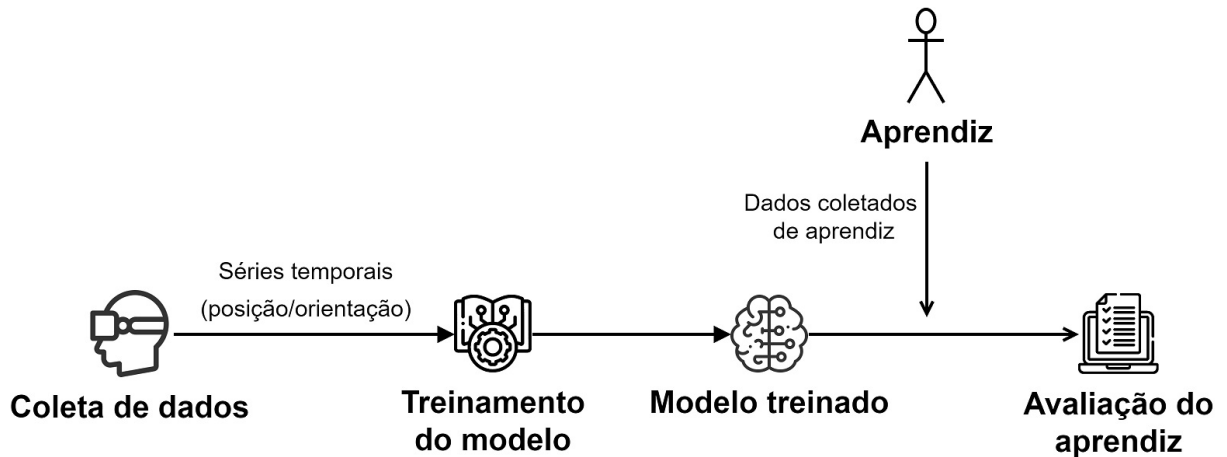 Aprendiz
Dados coletados
de aprendiz
Séries temporais
(posição/orientação)
Coleta de dados
Treinamento
do modelo
Modelo treinado
Avaliação do
aprendiz